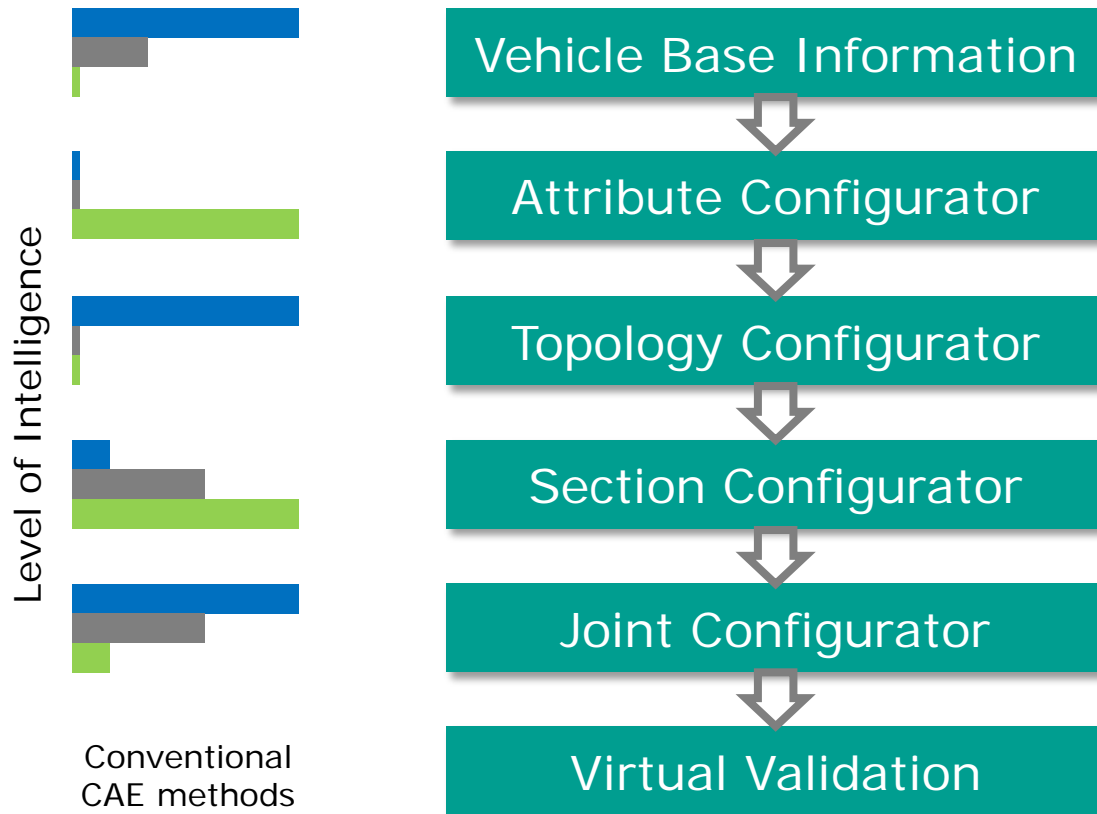 Vehicle Base Information
Attribute Configurator
Topology Configurator
Section Configurator
Joint Configurator
Virtual Validation
Level of Intelligence
Conventional
CAE methods